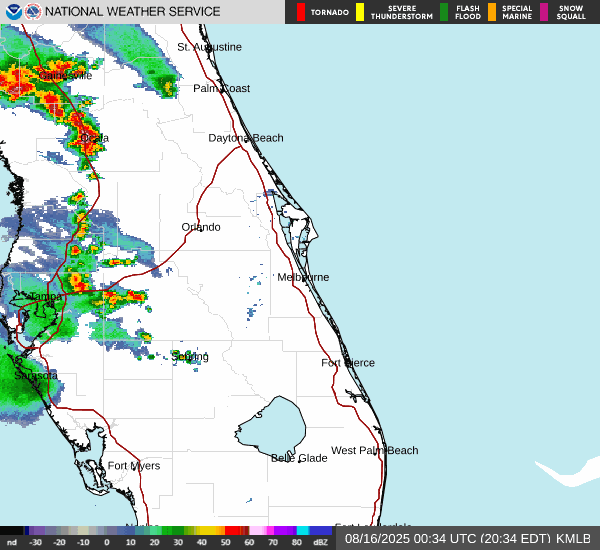 NATIONAL WEATHER SERVICE
TORNADO
SEVERE THUNDERSTORM
FLASH FLOOD
SPECIAL MARINE
SNOW SQUALL
St. Augustine
Gainesville
Palm Coast
Ocala
Daytona Beach
Orlando
Melbourne
Tampa
Sebring
Fort Pierce
Sarasota
West Palm Beach
Belle Glade
Fort Myers
Naples
Fort Lauderdale
nd -30 -20 -10 0 10 20 30 40 50 60 70 80 dBZ
08/16/2025 00:34 UTC (20:34 EDT) KMLB